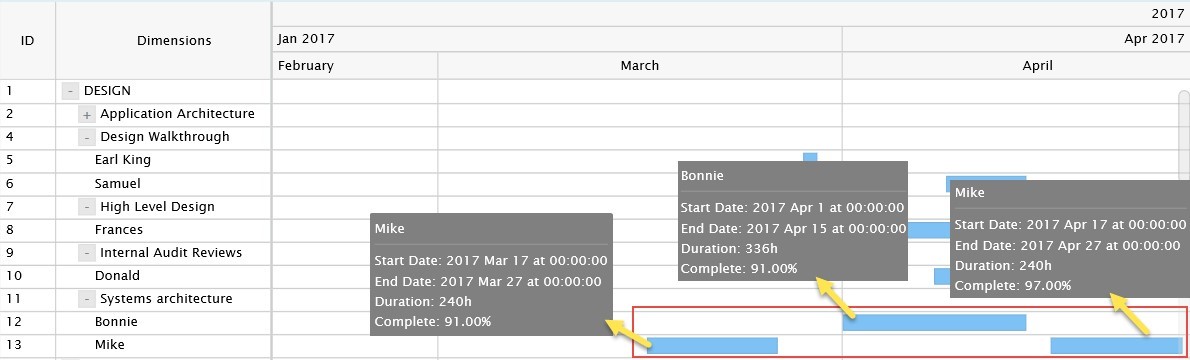 2017
ID Dimensions Jan 2017 Apr 2017
February March April
1 - DESIGN
2 + Application Architecture
4 - Design Walkthrough
5 Earl King
6 Samuel
7 - High Level Design
8 Frances
9 - Internal Audit Reviews
10 Donald
11 - Systems architecture
12 Bonnie
13 Mike
Mike
Start Date: 2017 Mar 17 at 00:00:00
End Date: 2017 Mar 27 at 00:00:00
Duration: 240h
Complete: 91.00%
Bonnie
Start Date: 2017 Apr 1 at 00:00:00
End Date: 2017 Apr 15 at 00:00:00
Duration: 336h
Complete: 91.00%
Mike
Start Date: 2017 Apr 17 at 00:00:00
End Date: 2017 Apr 27 at 00:00:00
Duration: 240h
Complete: 97.00%